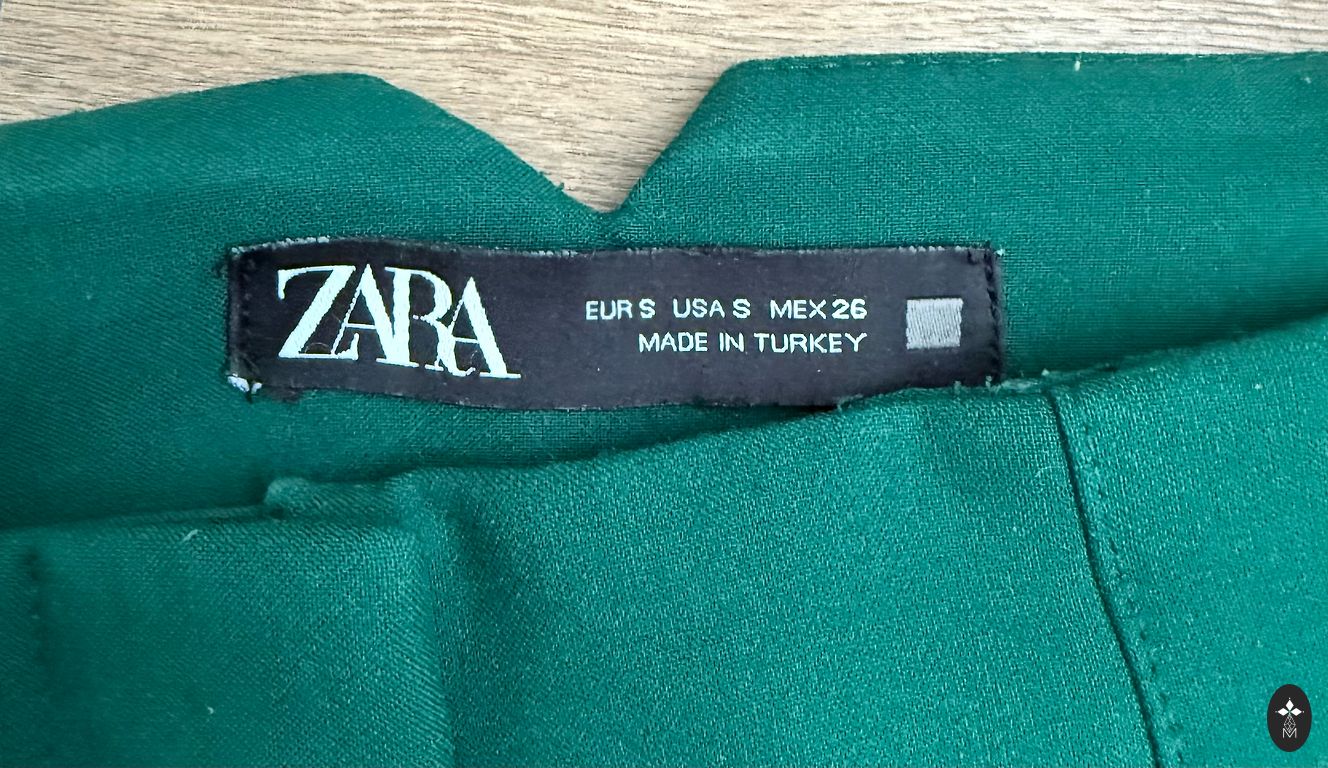 ZARA
EUR S USA S MEX 26
MADE IN TURKEY
M